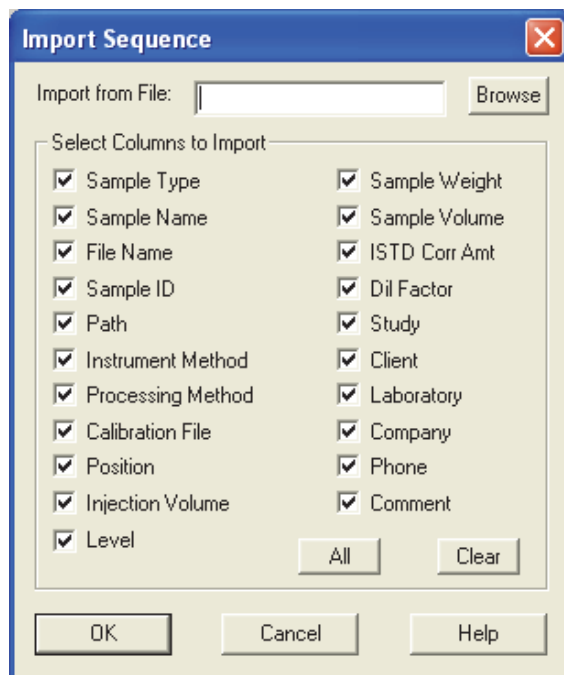 Import Sequence
Import from File:
Browse
Select Columns to Import
Sample Type
Sample Name
File Name
Sample ID
Path
Instrument Method
Processing Method
Calibration File
Position
Injection Volume
Level
Sample Weight
Sample Volume
ISTD Corr Amt
Dil Factor
Study
Client
Laboratory
Company
Phone
Comment
All
Clear
OK
Cancel
Help